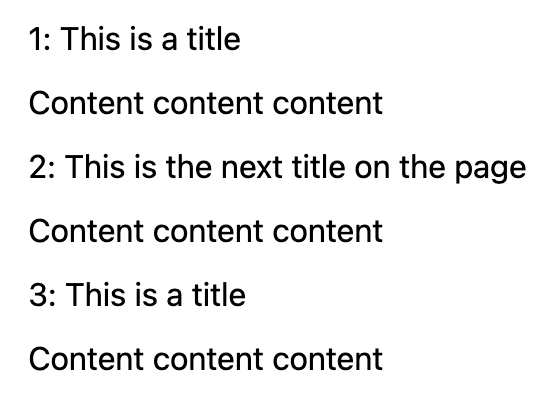 1: This is a title
Content content content
2: This is the next title on the page
Content content content
3: This is a title
Content content content